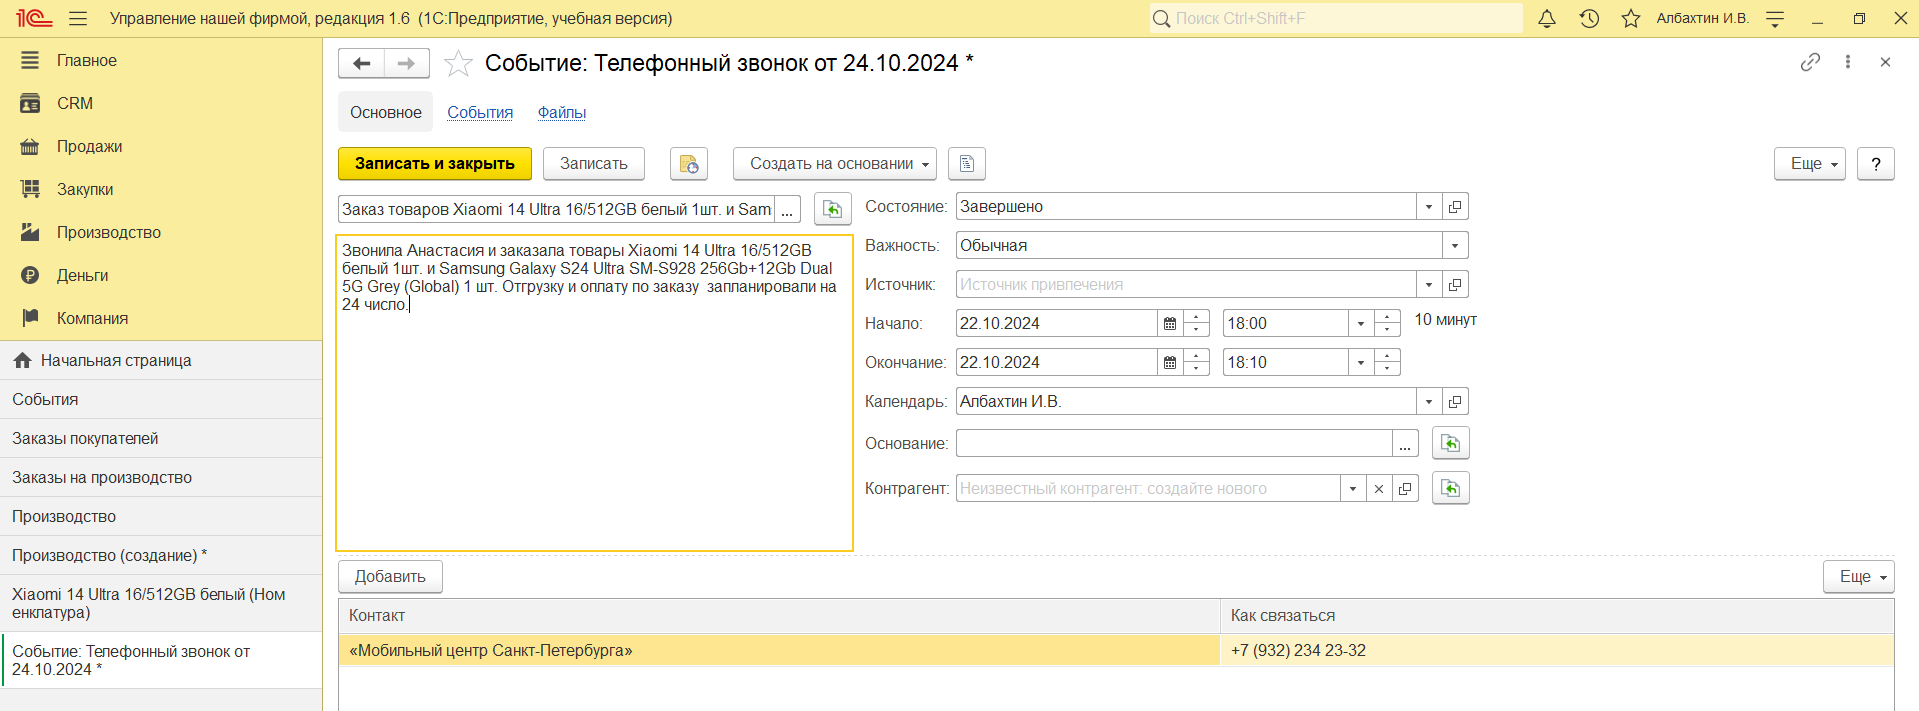 1С Управление нашей фирмой, редакция 1.6 (1С:Предприятие, учебная версия)
Поиск Ctrl+Shift+F
Албахтин И.В.
Главное
CRM
Продажи
Закупки
Производство
Деньги
Компания
Начальная страница
События
Заказы покупателей
Заказы на производство
Производство
Производство (создание) *
Xiaomi 14 Ultra 16/512GB белый (Ном
енклатура)
Событие: Телефонный звонок от
24.10.2024 *
Событие: Телефонный звонок от 24.10.2024 *
Основное События Файлы
Записать и закрыть Записать Создать на основании Еще ?
Заказ товаров Xiaomi 14 Ultra 16/512GB белый 1шт. и Sam ...
Звонила Анастасия и заказала товары Xiaomi 14 Ultra 16/512GB
белый 1шт. и Samsung Galaxy S24 Ultra SM-S928 256Gb+12Gb Dual
5G Grey (Global) 1 шт. Отгрузку и оплату по заказу запланировали на
24 число.
Состояние: Завершено
Важность: Обычная
Источник: Источник привлечения
Начало: 22.10.2024 18:00 10 минут
Окончание: 22.10.2024 18:10
Календарь: Албахтин И.В.
Основание: ...
Контрагент: Неизвестный контрагент: создайте нового
Добавить Еще
Контакт Как связаться
«Мобильный центр Санкт-Петербурга» +7 (932) 234 23-32